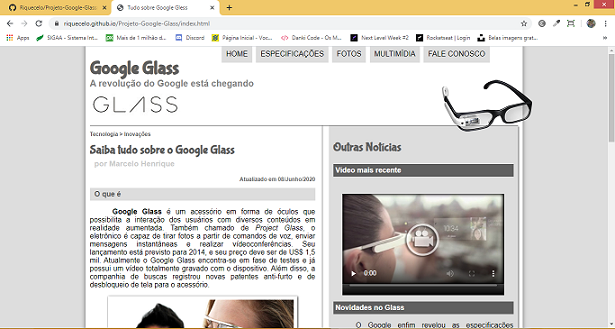 Riquecelo/Projeto-Google-Glass:
Tudo sobre Google Glass
riquecelo.github.io/Projeto-Google-Glass/index.html
Apps
SIGAA - Sistema Int...
Mais de 1 milhão d...
Discursos
Página Inicial - Voc...
Danki Code - Os M...
Next Level Week #2
Rocketseat | Login
Belas imagens grat...
HOME
ESPECIFICAÇÕES
FOTOS
MULTIMÍDIA
FALE CONOSCO
Google Glass
A revolução do Google está chegando
GLASS
Tecnologia > Inovações
Saiba tudo sobre o Google Glass
por Marcelo Henrique
Atualizado em 08/Junho/2020
O que é
Google Glass é um acessório em forma de óculos que
possibilita a interação dos usuários com diversos conteúdos em
realidade aumentada. Também chamado de Project Glass, o
eletrônico é capaz de tirar fotos a partir de comandos de voz, enviar
mensagens instantâneas e realizar vídeoconferências. Seu
lançamento está previsto para 2014, e seu preço deve ser de US$ 1,5
mil. Atualmente o Google Glass encontra-se em fase de testes e já
possui um vídeo totalmente gravado com o dispositivo. Além disso, a
companhia de buscas registrou novas patentes anti-furto e de
desbloqueio de tela para o acessório.
Outras Notícias
Video mais recente
10:34
Novidades no Glass
O Google enfim revelou as especificações